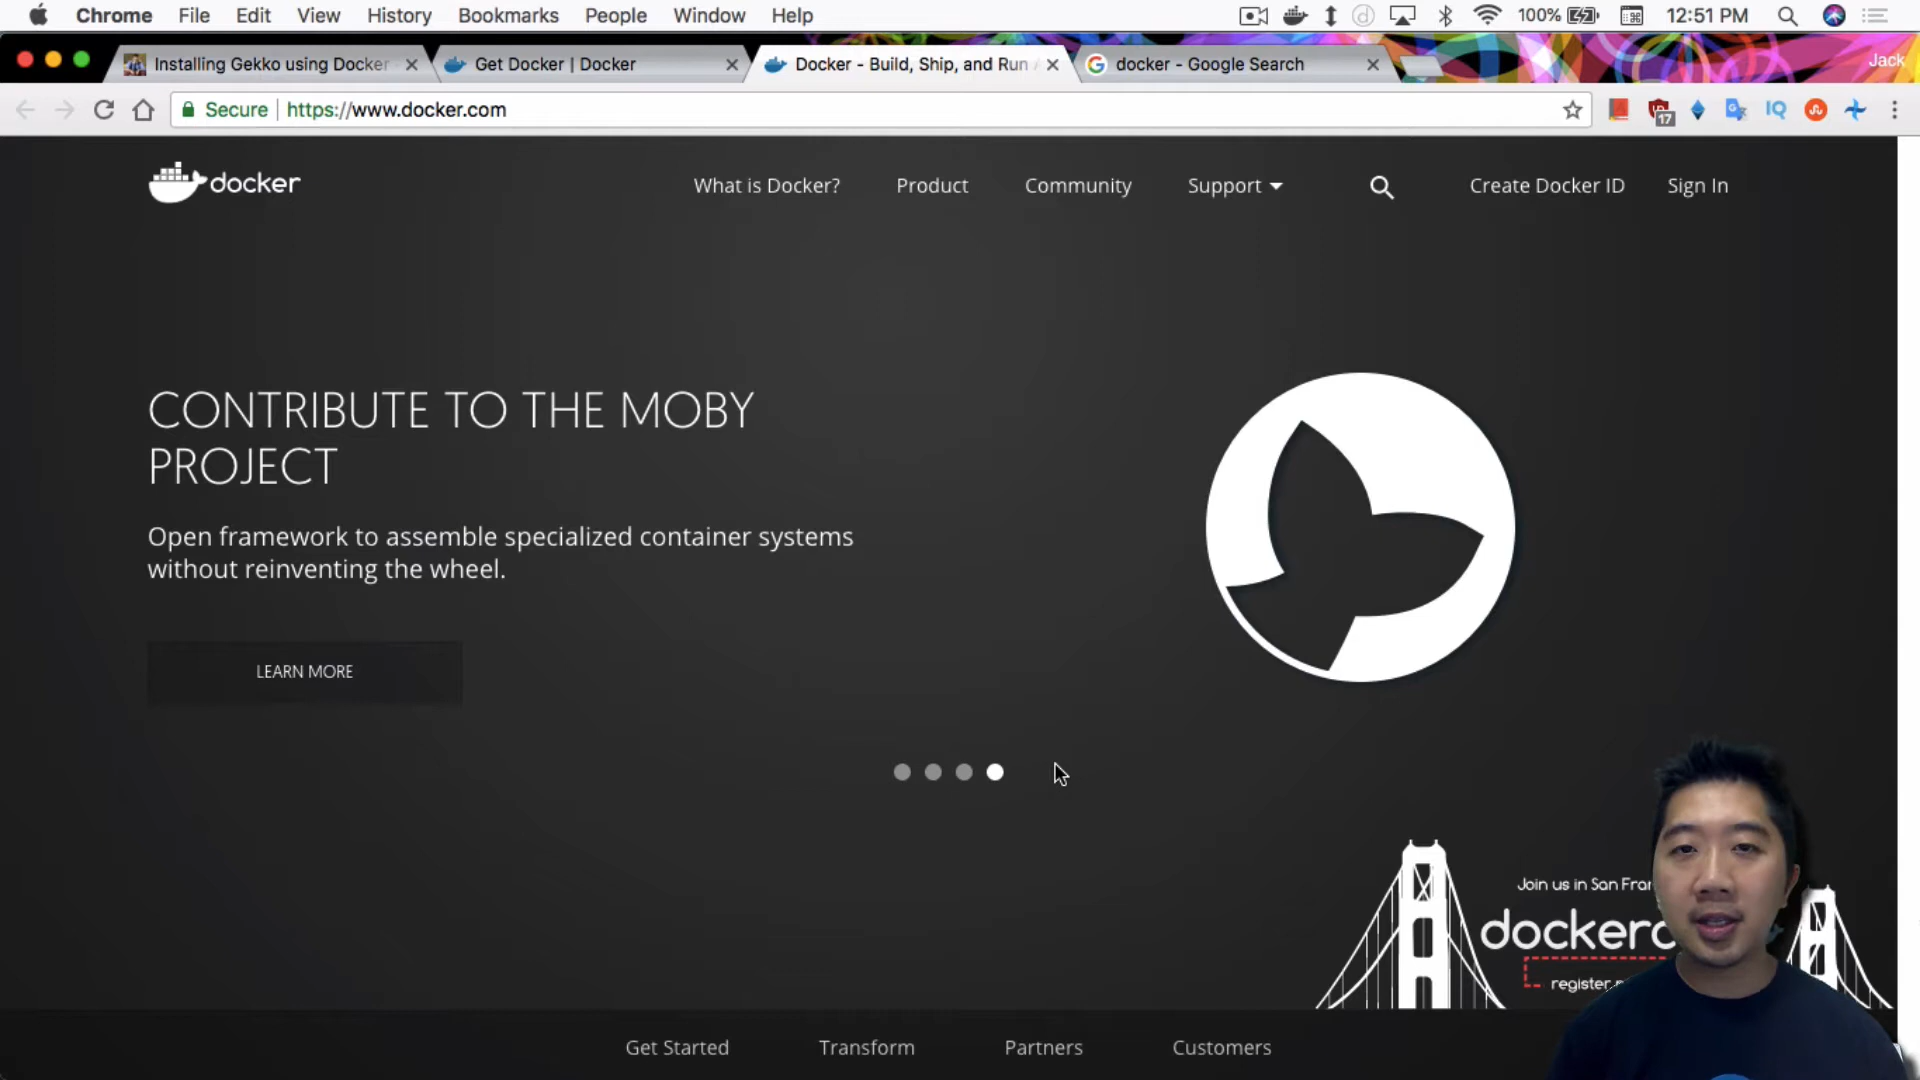 Chrome File Edit View History Bookmarks People Window Help 100% 12:51 PM
Installing Gekko using Docker Get Docker | Docker Docker - Build, Ship, and Run docker - Google Search Jack
Secure https://www.docker.com 17 IQ
docker What is Docker? Product Community Support Create Docker ID Sign In
CONTRIBUTE TO THE MOBY
PROJECT
Open framework to assemble specialized container systems
without reinventing the wheel.
LEARN MORE
Join us in San Fran
dockerc
register
Get Started Transform Partners Customers